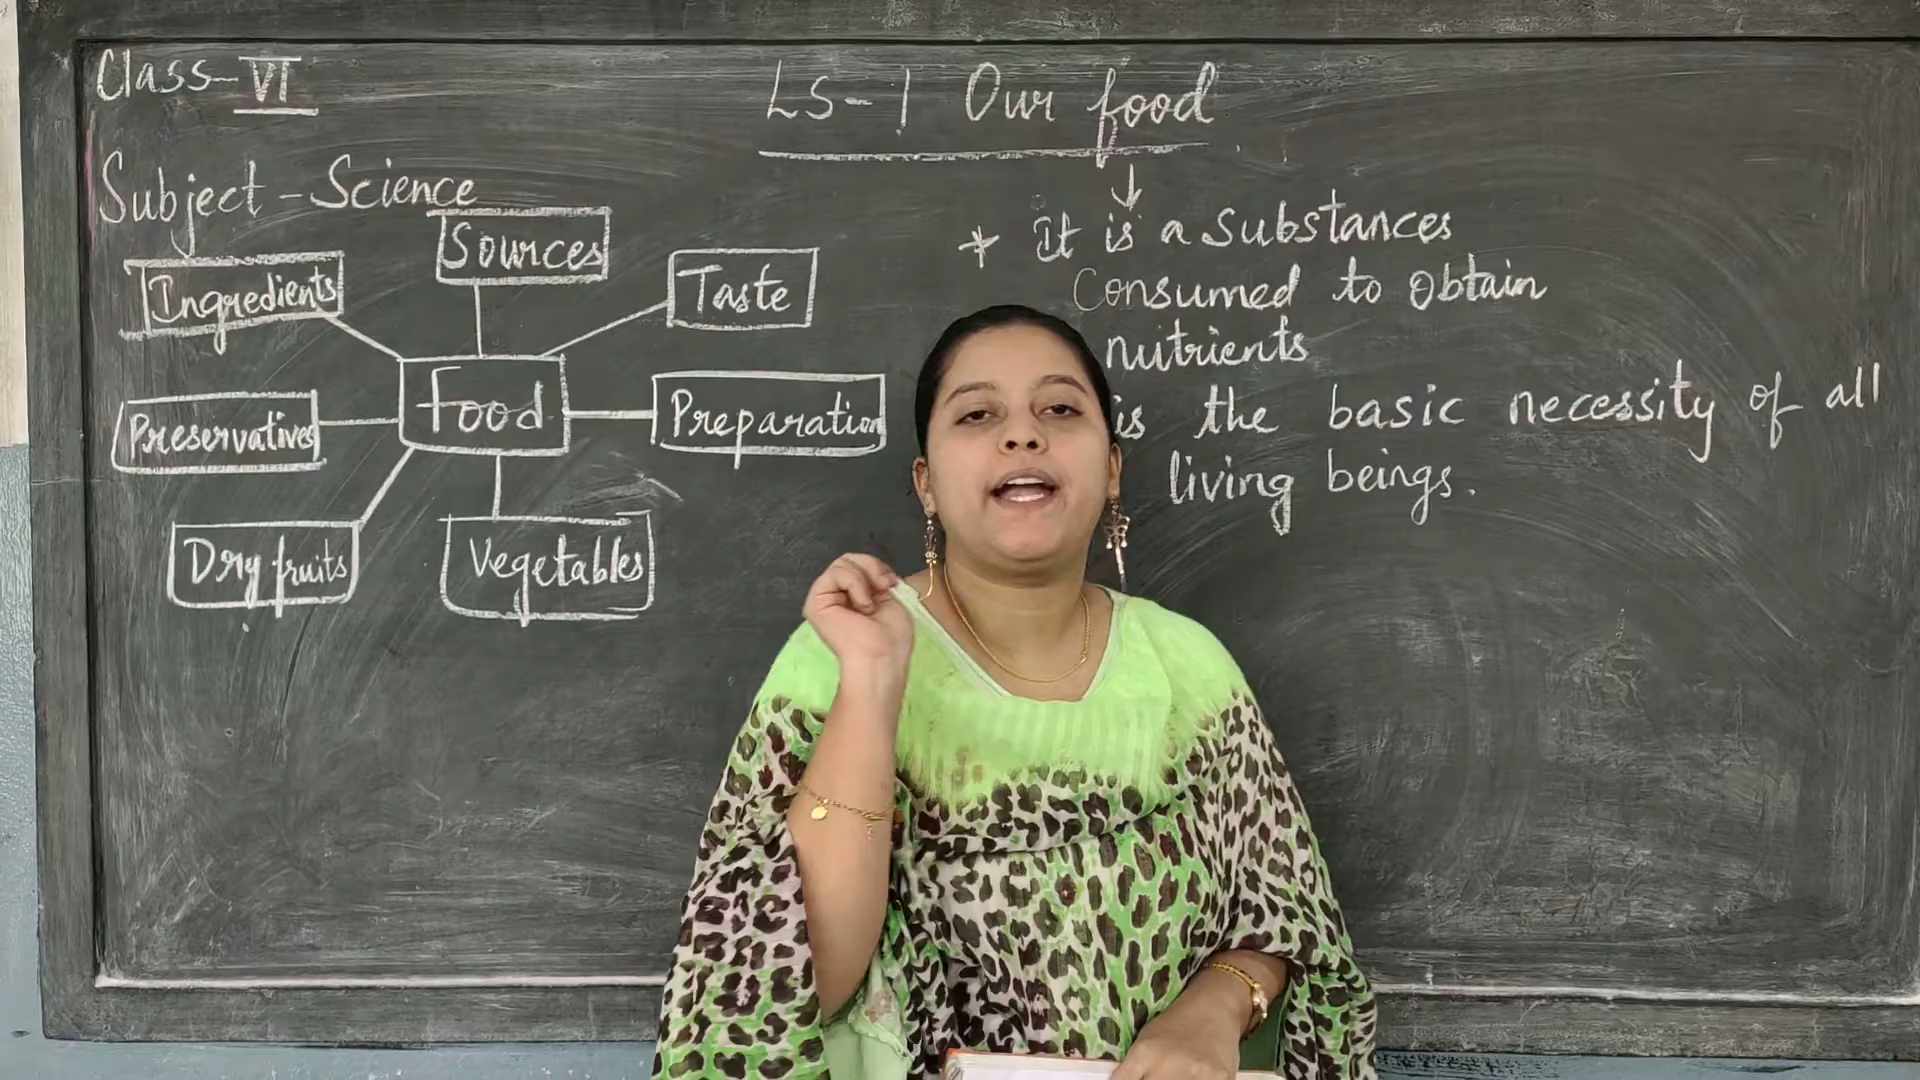 Class-VI
LS-1 Our food
Subject-Science
Sources
Ingredients
Taste
Food
Preservatives
Preparation
Dry fruits
Vegetables
↓
* It is a Substances
Consumed to Obtain
nutrients
is the basic necessity of all
living beings.